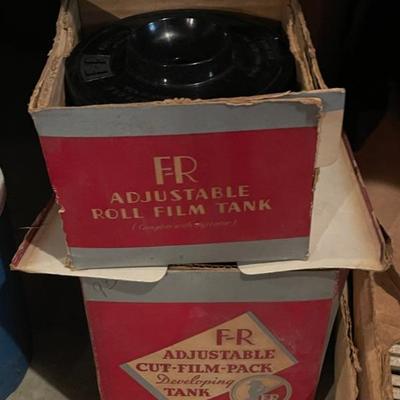 F-R
ADJUSTABLE
ROLL FILM TANK
F-R
ADJUSTABLE
CUT-FILM-PACK
Developing
TANK
FR